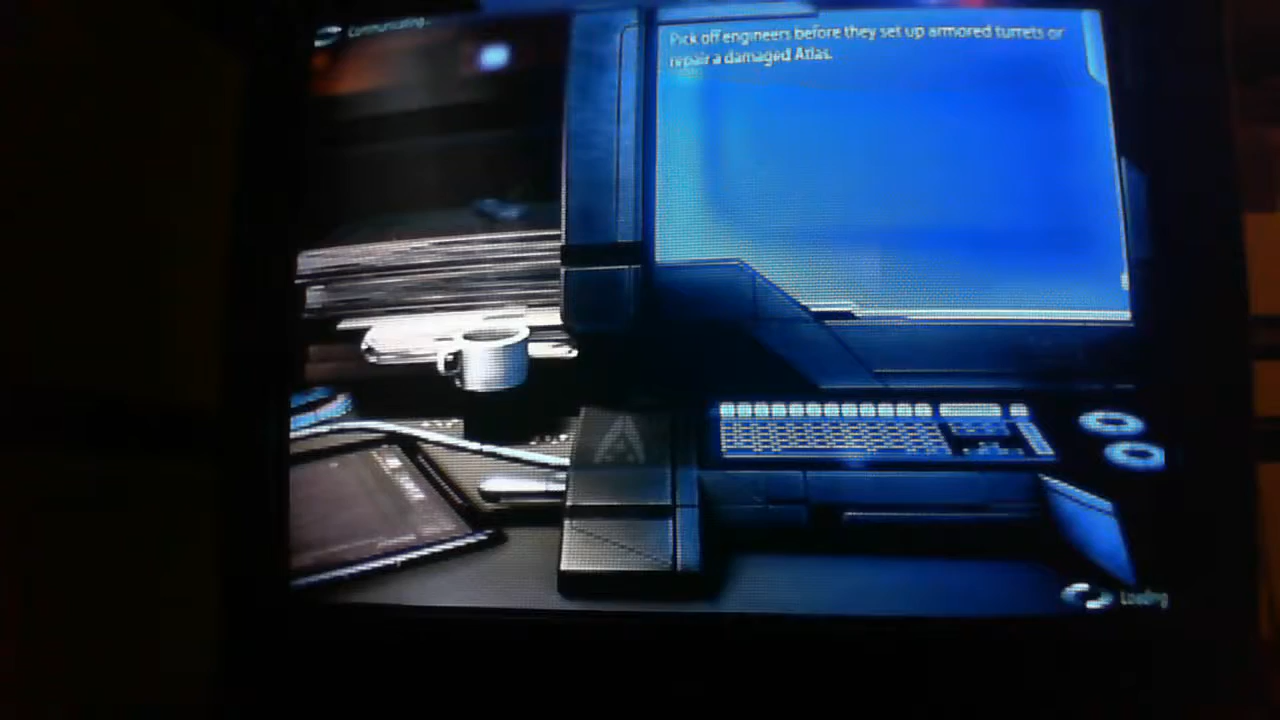 Communicating...
Pick off engineers before they set up armored turrets or
repair a damaged Atlas.
Loading